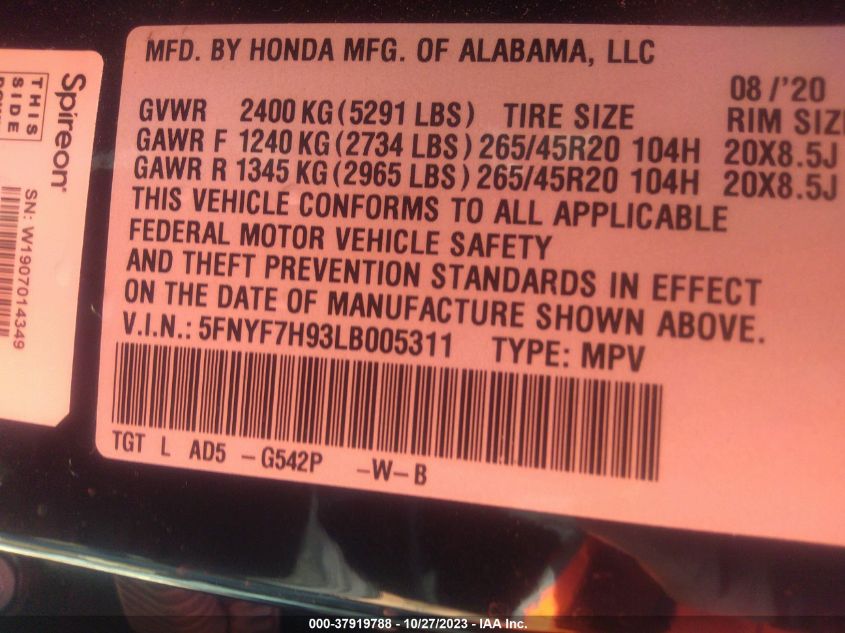 Spireon
THIS
SIDE
SN: W1907014349
MFD. BY HONDA MFG. OF ALABAMA, LLC
08/'20
GVWR 2400 KG (5291 LBS) TIRE SIZE RIM SIZE
GAWR F 1240 KG (2734 LBS) 265/45R20 104H 20X8.5J
GAWR R 1345 KG (2965 LBS) 265/45R20 104H 20X8.5J
THIS VEHICLE CONFORMS TO ALL APPLICABLE
FEDERAL MOTOR VEHICLE SAFETY
AND THEFT PREVENTION STANDARDS IN EFFECT
ON THE DATE OF MANUFACTURE SHOWN ABOVE.
V.I.N.: 5FNYF7H93LB005311 TYPE: MPV
TGT L AD5 -G542P -W-B
000-37919788 - 10/27/2023 - IAA Inc.